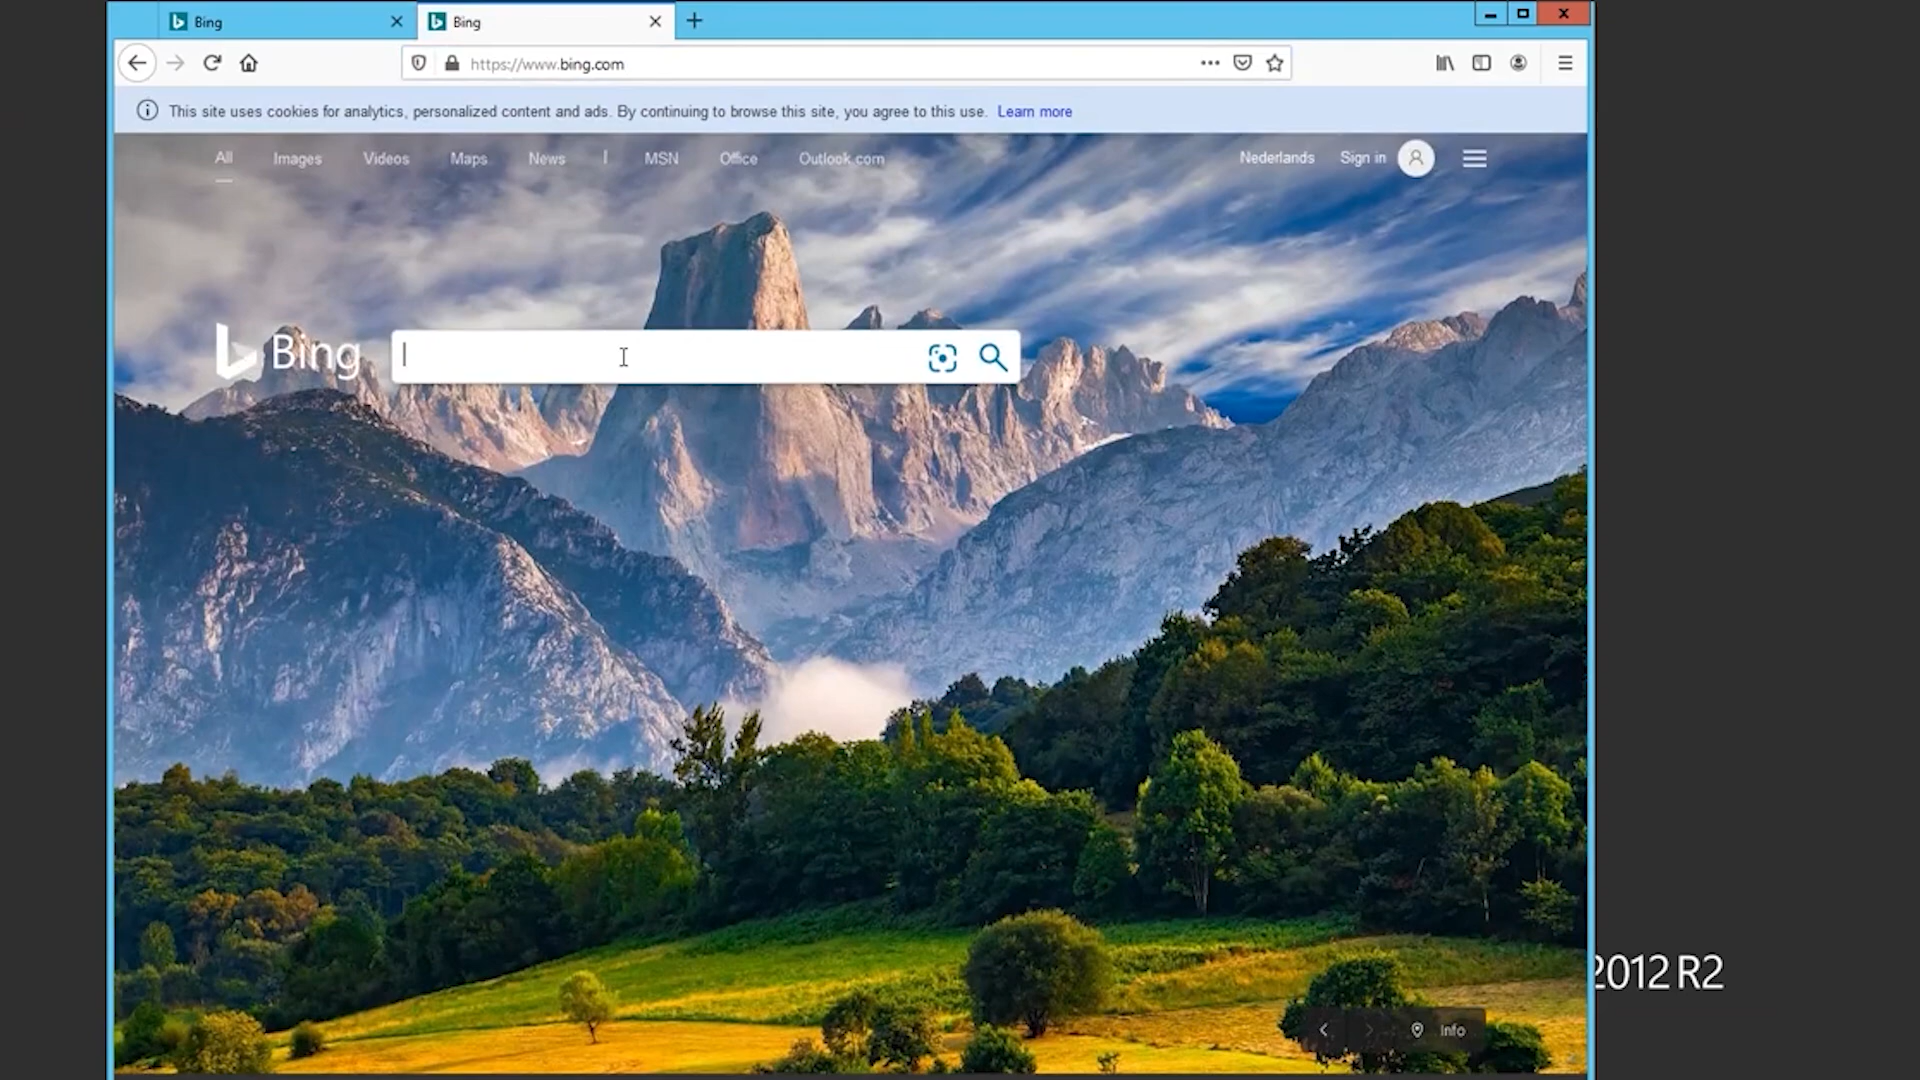 Bing
Bing
https://www.bing.com
This site uses cookies for analytics, personalized content and ads. By continuing to browse this site, you agree to this use. Learn more
All Images Videos Maps News | MSN Office Outlook.com
Nederlands Sign in
Bing
2012 R2
Info